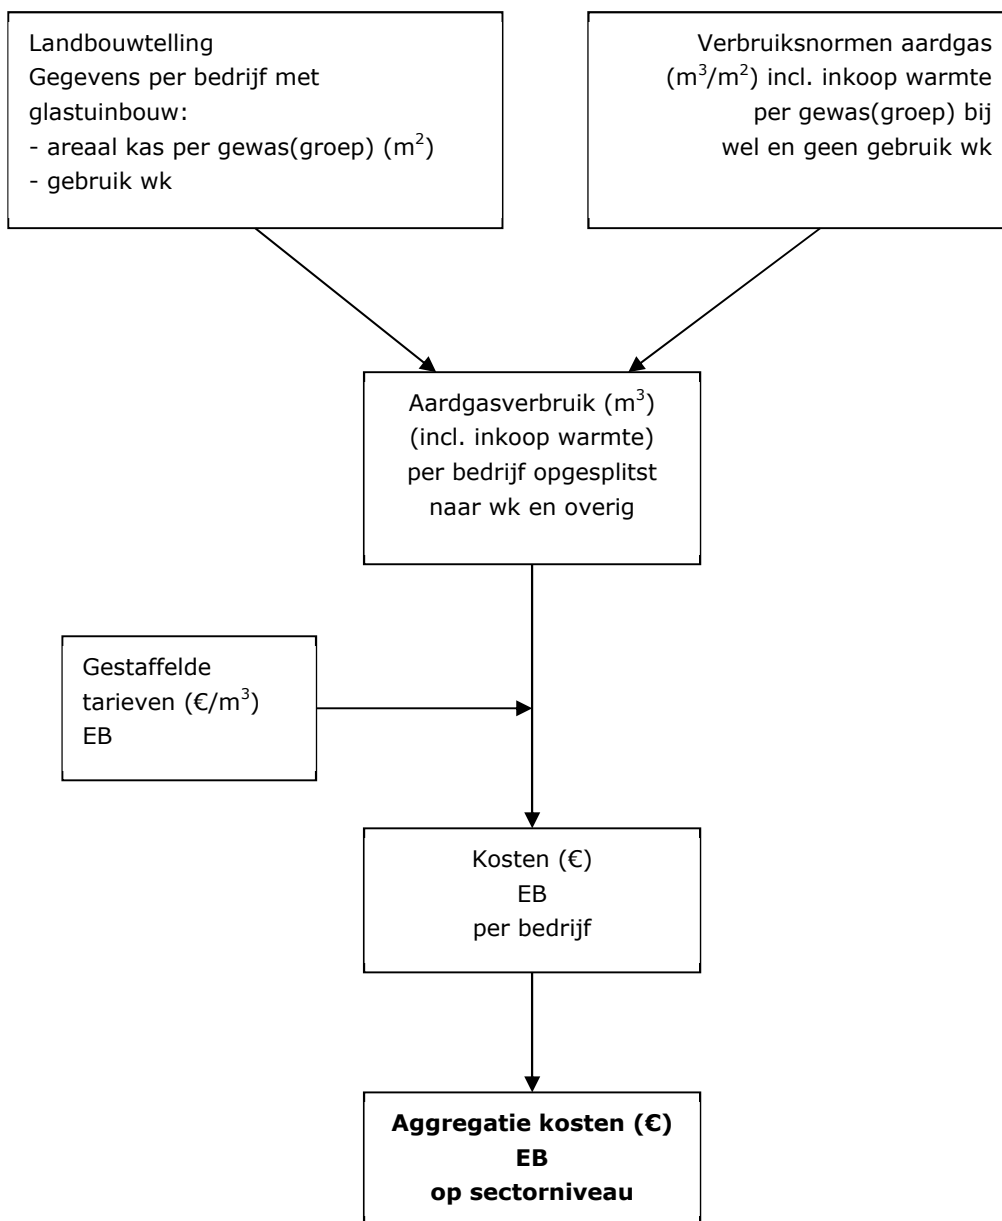 Landbouwtelling
Gegevens per bedrijf met
glastuinbouw:
- areaal kas per gewas(groep) (m²)
- gebruik wk
Verbruiksnormen aardgas
(m³/m²) incl. inkoop warmte
per gewas(groep) bij
wel en geen gebruik wk
Aardgasverbruik (m³)
(incl. inkoop warmte)
per bedrijf opgesplitst
naar wk en overig
Gestaffelde
tarieven (€/m³)
EB
Kosten (€)
EB
per bedrijf
Aggregatie kosten (€)
EB
op sectorniveau